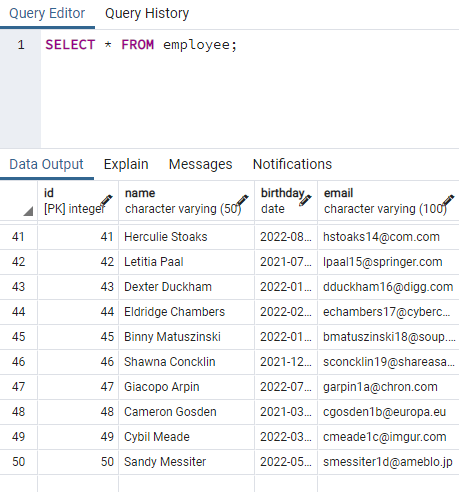 Query Editor Query History
1 SELECT * FROM employee;
Data Output Explain Messages Notifications
id name birthday email
[PK] integer character varying (50) date character varying (100)
41 41 Herculie Stoaks 2022-08... hstoaks14@com.com
42 42 Letitia Paal 2021-07... lpaal15@springer.com
43 43 Dexter Duckham 2022-01... dduckham16@digg.com
44 44 Eldridge Chambers 2022-02... echambers17@cyberc...
45 45 Binny Matuszinski 2022-01... bmatuszinski18@soup....
46 46 Shawna Concklin 2021-12... sconcklin19@shareasa...
47 47 Giacopo Arpin 2022-07... garpin1a@chron.com
48 48 Cameron Gosden 2021-03... cgosden1b@europa.eu
49 49 Cybil Meade 2022-03... cmeade1c@imgur.com
50 50 Sandy Messiter 2022-05... smessiter1d@ameblo.jp